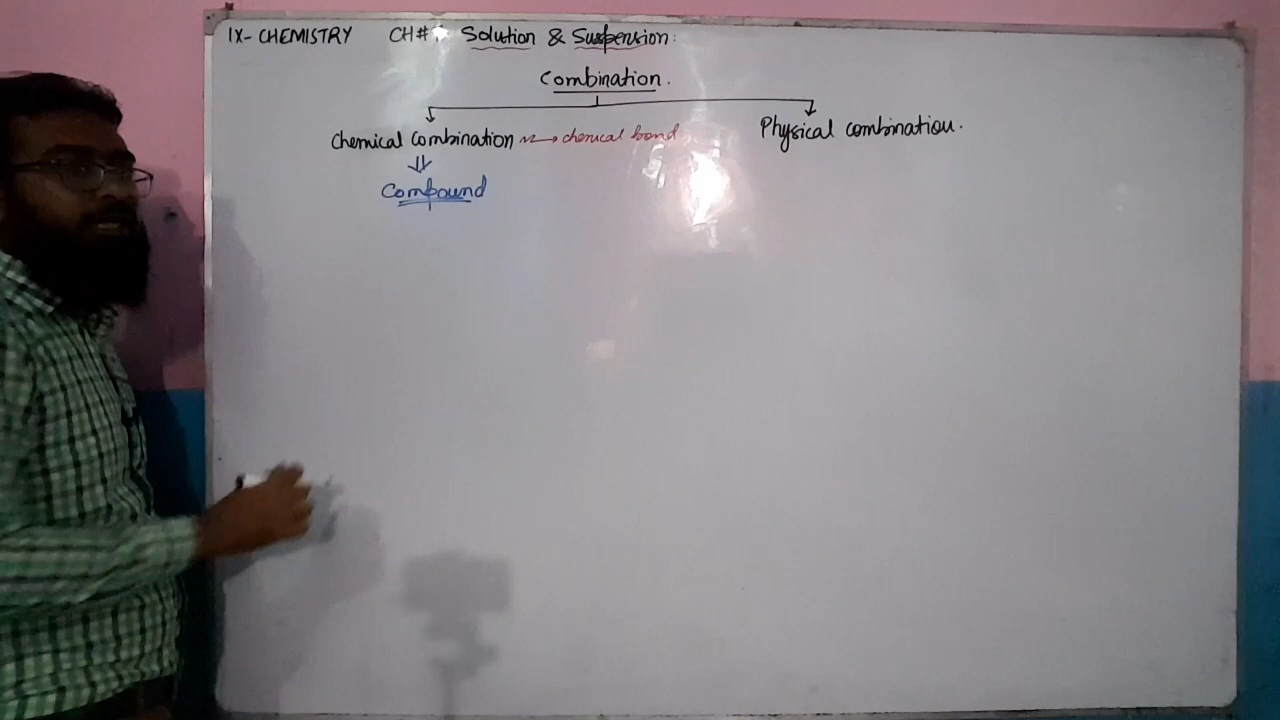 IX- CHEMISTRY CH# Solution & Suspension:
Combination.
Chemical combination → chemical bond Physical combination.
⇓
Compound